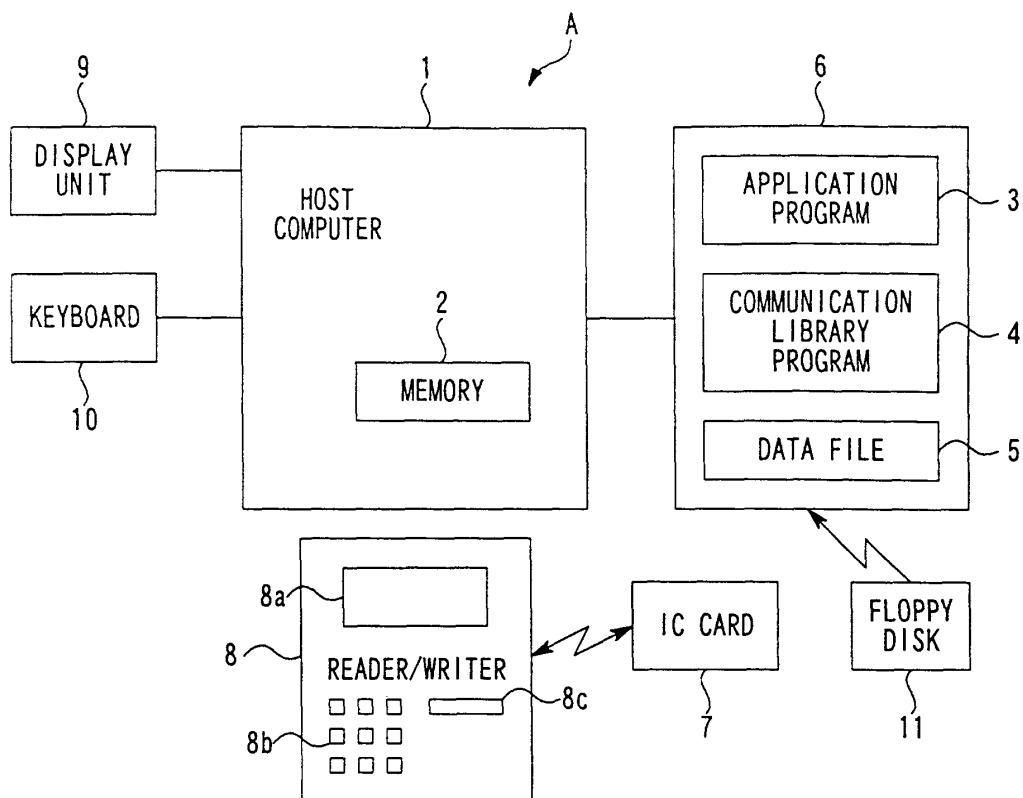 A
9
1
6
DISPLAY
UNIT
HOST
COMPUTER
APPLICATION
PROGRAM
3
KEYBOARD
10
2
MEMORY
COMMUNICATION
LIBRARY
PROGRAM
4
DATA FILE
5
8a
8
READER/WRITER
8c
8b
IC CARD
7
FLOPPY
DISK
11